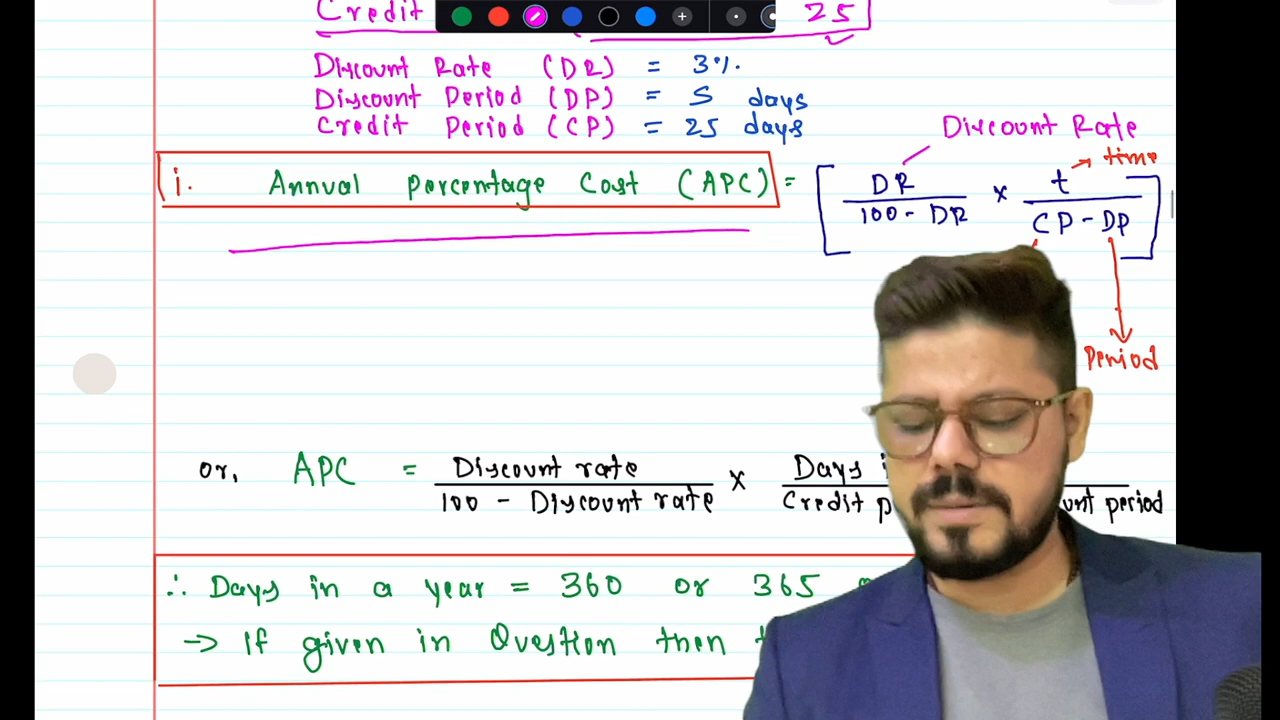 Credit 25
Discount Rate (DR) = 3%.
Discount Period (DP) = 5 days
Credit Period (CP) = 25 days
Discount Rate
time
i. Annual percentage Cost (APC) = [ DR / 100 - DR × t / CP - DP ]
Period
or, APC = Discount rate / 100 - Discount rate × Days / Credit period
∴ Days in a year = 360 or 365
→ If given in Question then